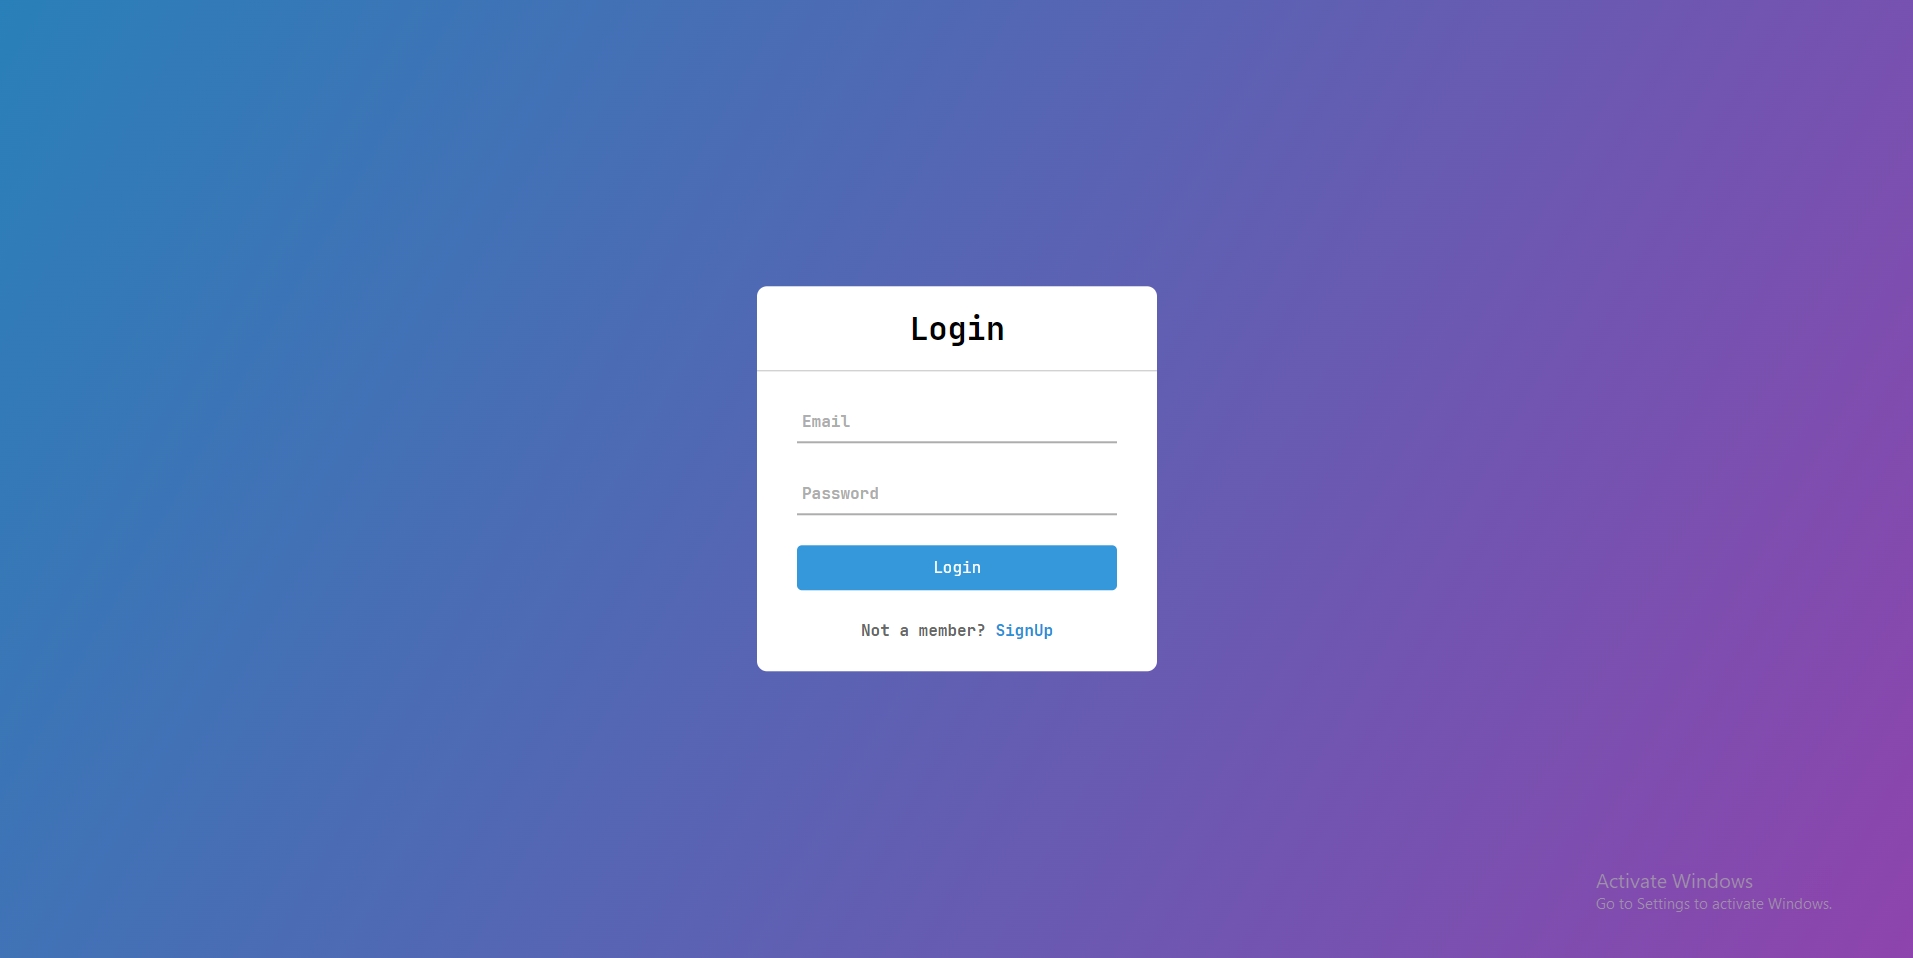 Login
Email
Password
Login
Not a member? SignUp
Activate Windows
Go to Settings to activate Windows.